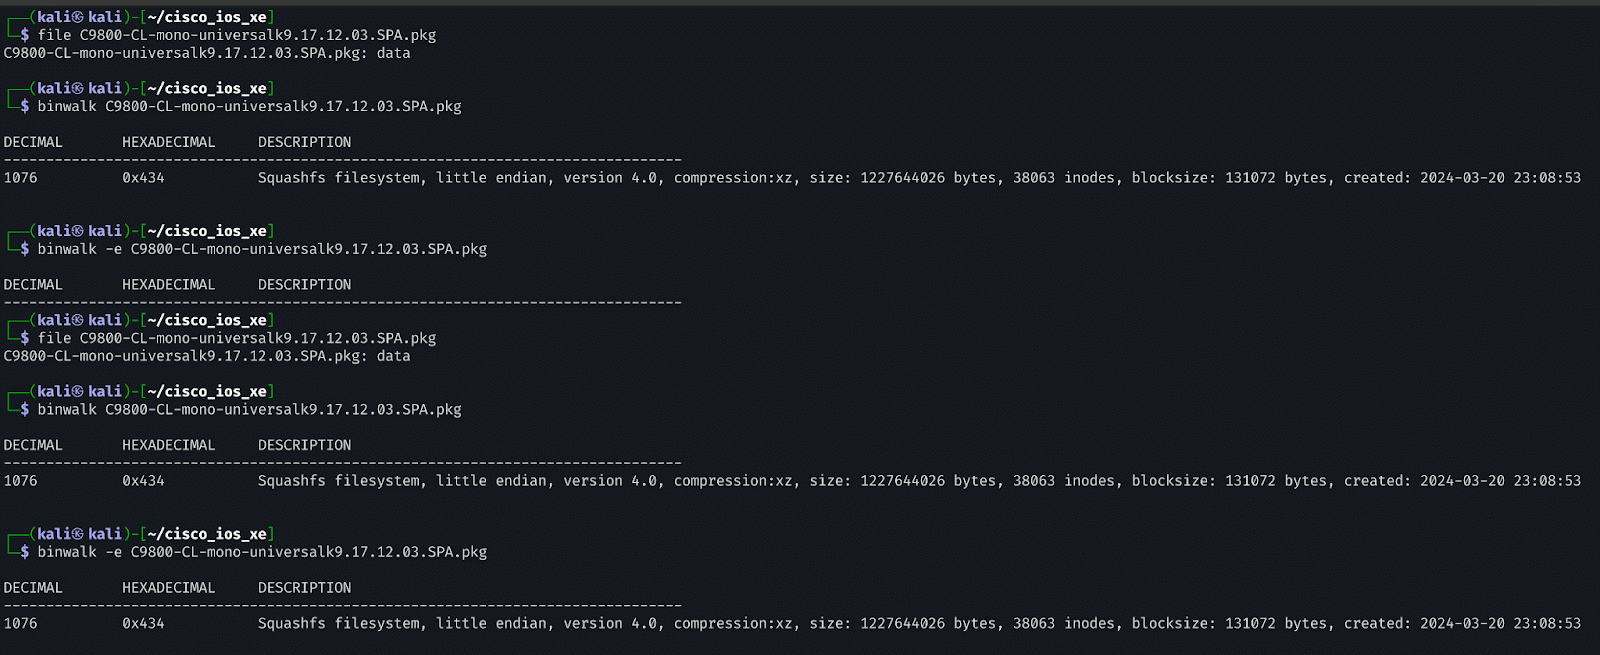 ┌──(kali㉿kali)-[~/cisco_ios_xe]
└─$ file C9800-CL-mono-universalk9.17.12.03.SPA.pkg
C9800-CL-mono-universalk9.17.12.03.SPA.pkg: data
┌──(kali㉿kali)-[~/cisco_ios_xe]
└─$ binwalk C9800-CL-mono-universalk9.17.12.03.SPA.pkg
DECIMAL       HEXADECIMAL     DESCRIPTION
--------------------------------------------------------------------------------
1076          0x434           Squashfs filesystem, little endian, version 4.0, compression:xz, size: 1227644026 bytes, 38063 inodes, blocksize: 131072 bytes, created: 2024-03-20 23:08:53
┌──(kali㉿kali)-[~/cisco_ios_xe]
└─$ binwalk -e C9800-CL-mono-universalk9.17.12.03.SPA.pkg
DECIMAL       HEXADECIMAL     DESCRIPTION
--------------------------------------------------------------------------------
┌──(kali㉿kali)-[~/cisco_ios_xe]
└─$ file C9800-CL-mono-universalk9.17.12.03.SPA.pkg
C9800-CL-mono-universalk9.17.12.03.SPA.pkg: data
┌──(kali㉿kali)-[~/cisco_ios_xe]
└─$ binwalk C9800-CL-mono-universalk9.17.12.03.SPA.pkg
DECIMAL       HEXADECIMAL     DESCRIPTION
--------------------------------------------------------------------------------
1076          0x434           Squashfs filesystem, little endian, version 4.0, compression:xz, size: 1227644026 bytes, 38063 inodes, blocksize: 131072 bytes, created: 2024-03-20 23:08:53
┌──(kali㉿kali)-[~/cisco_ios_xe]
└─$ binwalk -e C9800-CL-mono-universalk9.17.12.03.SPA.pkg
DECIMAL       HEXADECIMAL     DESCRIPTION
--------------------------------------------------------------------------------
1076          0x434           Squashfs filesystem, little endian, version 4.0, compression:xz, size: 1227644026 bytes, 38063 inodes, blocksize: 131072 bytes, created: 2024-03-20 23:08:53